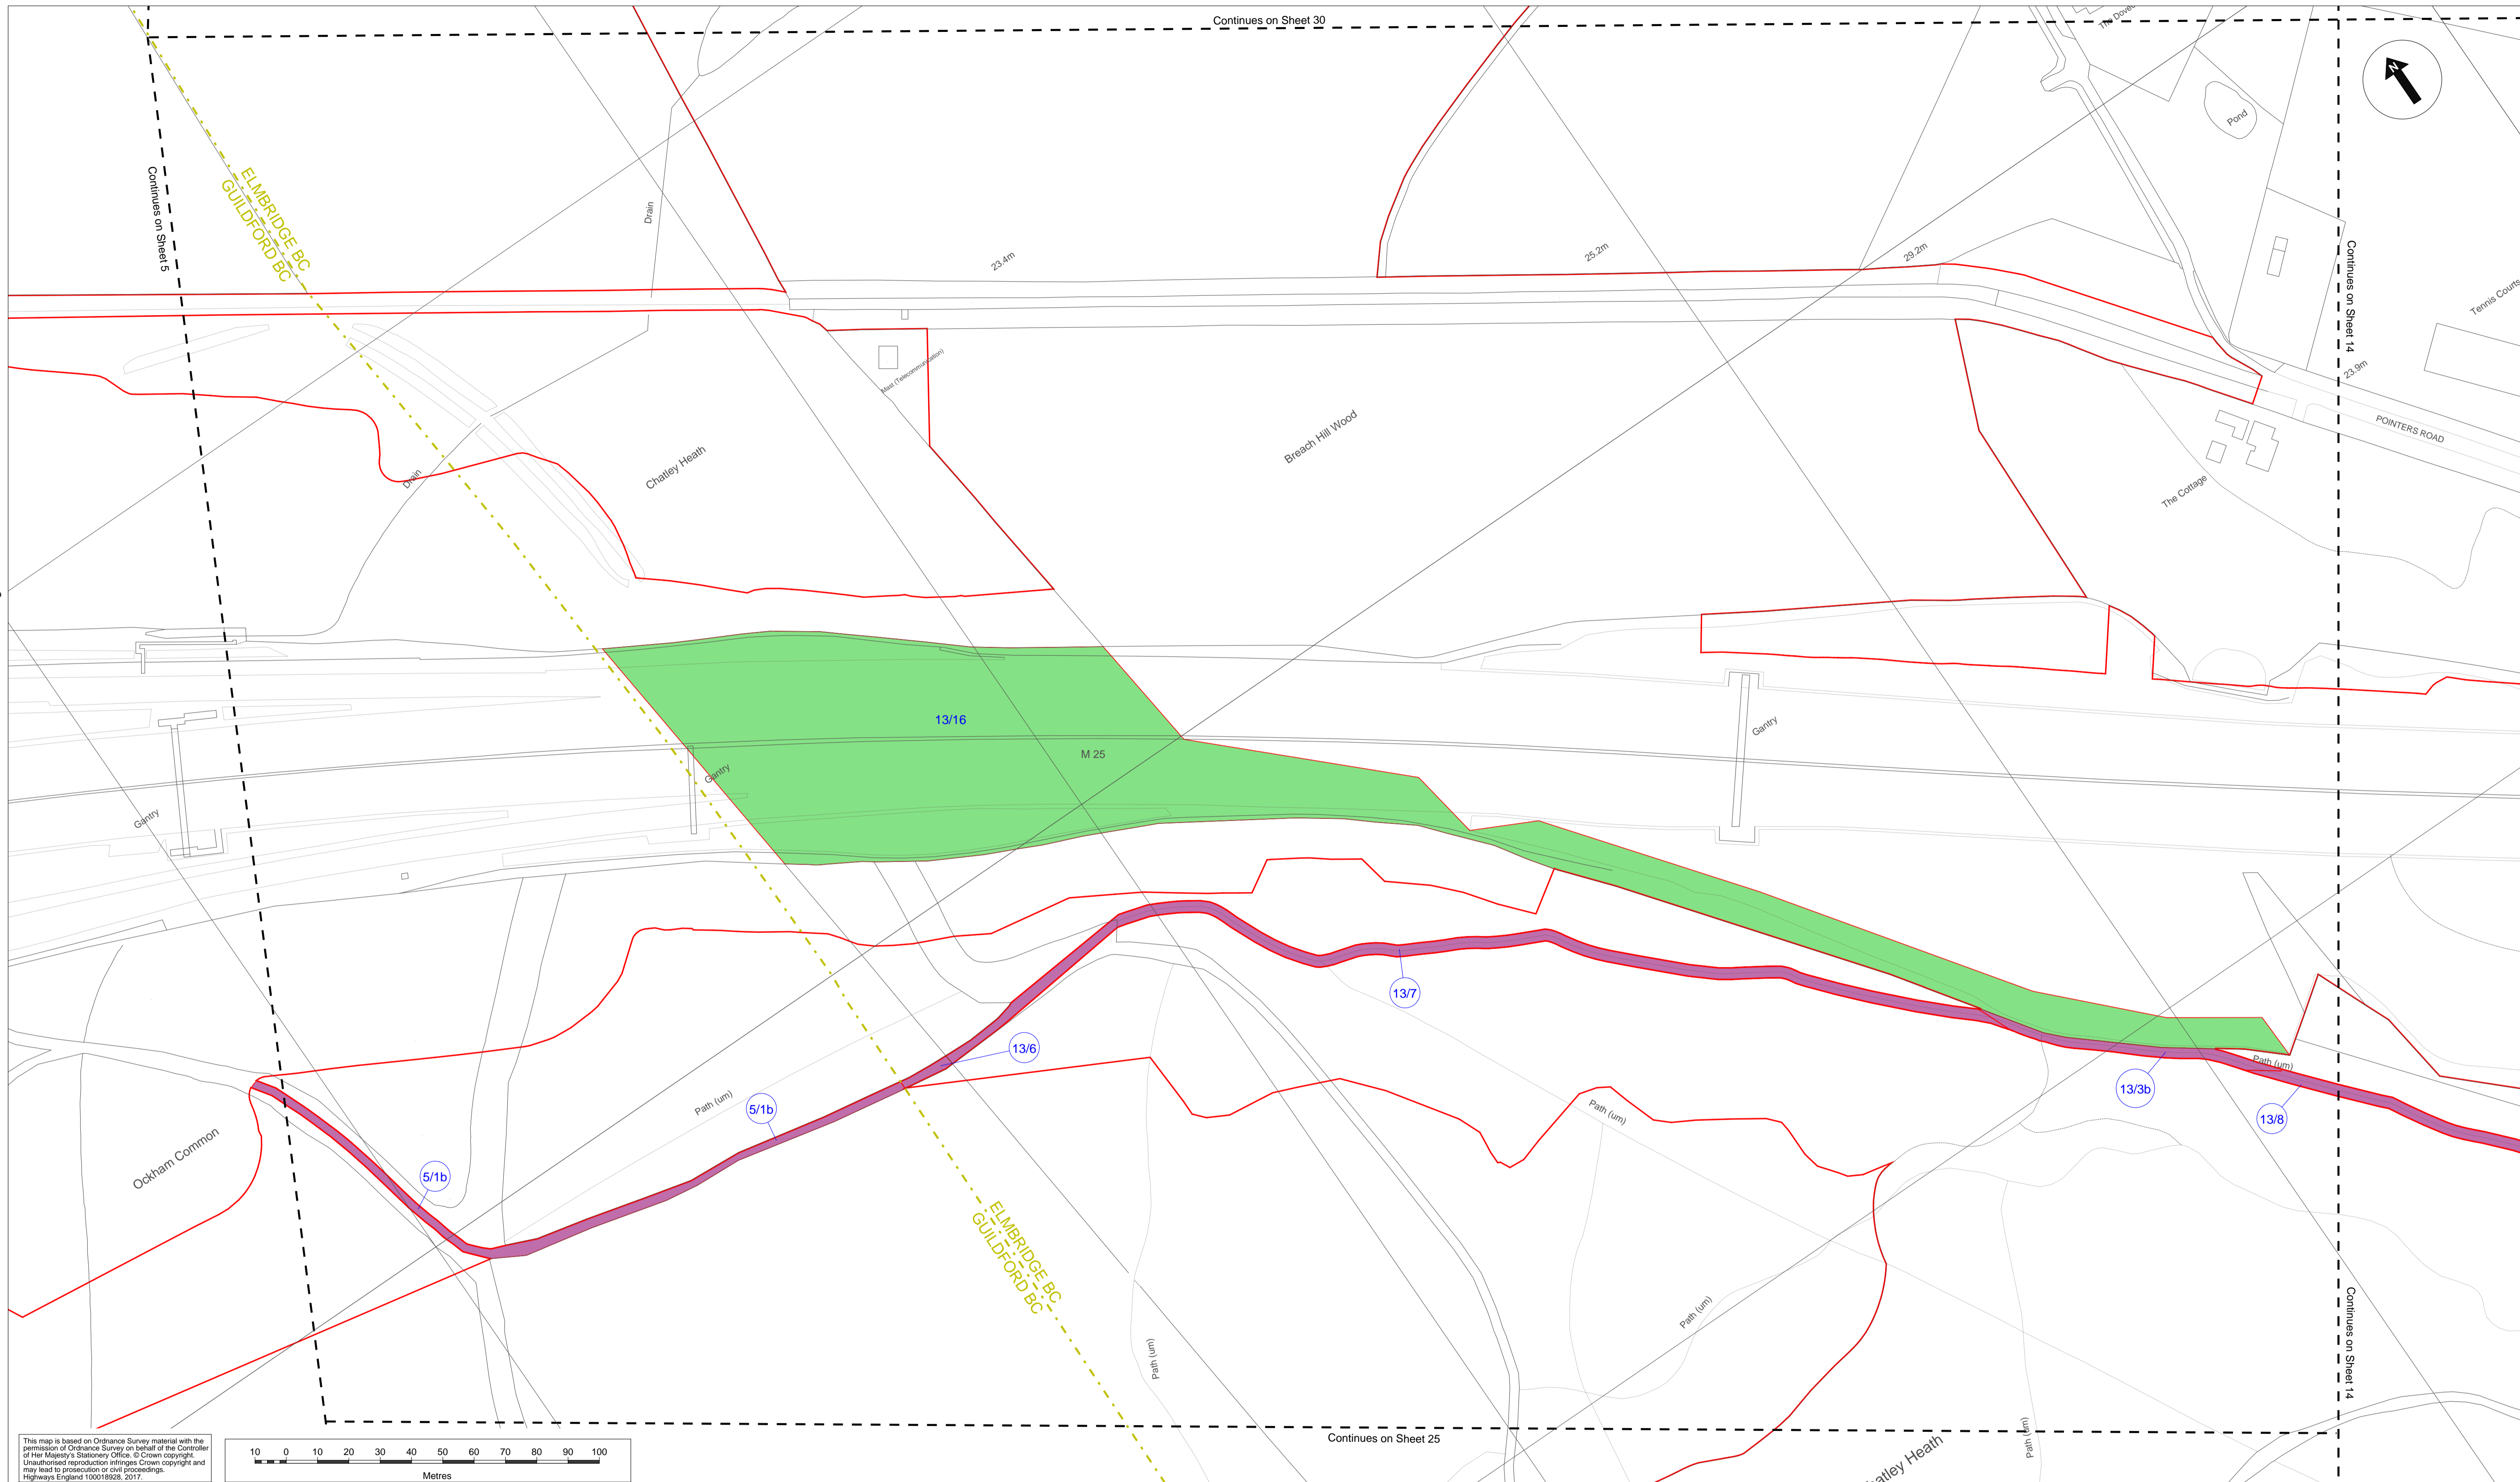 Continues on Sheet 30
The Dovec
N
Pond
Continues on Sheet 5
ELMBRIDGE BC
GUILDFORD BC
Drain
23.4m
25.2m
29.2m
Continues on Sheet 14
Tennis Courts
23.9m
POINTERS ROAD
Mast (Telecommunication)
Breach Hill Wood
Chatley Heath
Drain
The Cottage
13/16
M 25
Gantry
Gantry
Gantry
13/7
13/6
Path (um)
5/1b
Path (um)
13/3b
Path (um)
13/8
Ockham Common
5/1b
ELMBRIDGE BC
GUILDFORD BC
Path (um)
Path (um)
Continues on Sheet 14
Path (um)
Continues on Sheet 25
hatley Heath
This map is based on Ordnance Survey material with the
permission of Ordnance Survey on behalf of the Controller
of Her Majesty's Stationery Office. © Crown copyright.
Unauthorised reproduction infringes Crown copyright and
may lead to prosecution or civil proceedings.
Highways England 100018928, 2017.
10 0 10 20 30 40 50 60 70 80 90 100
Metres